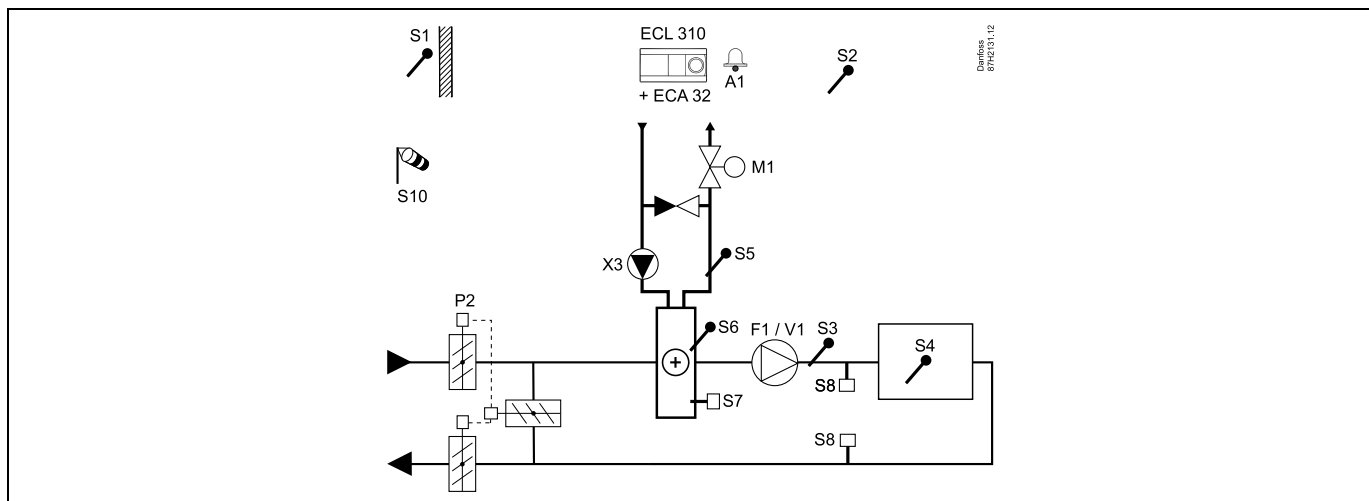 S1
ECL 310
A1
+ ECA 32
S2
Danfoss
87H2131.12
S10
M1
X3
S5
P2
S6
F1 / V1
S3
S4
S8
S7
S8